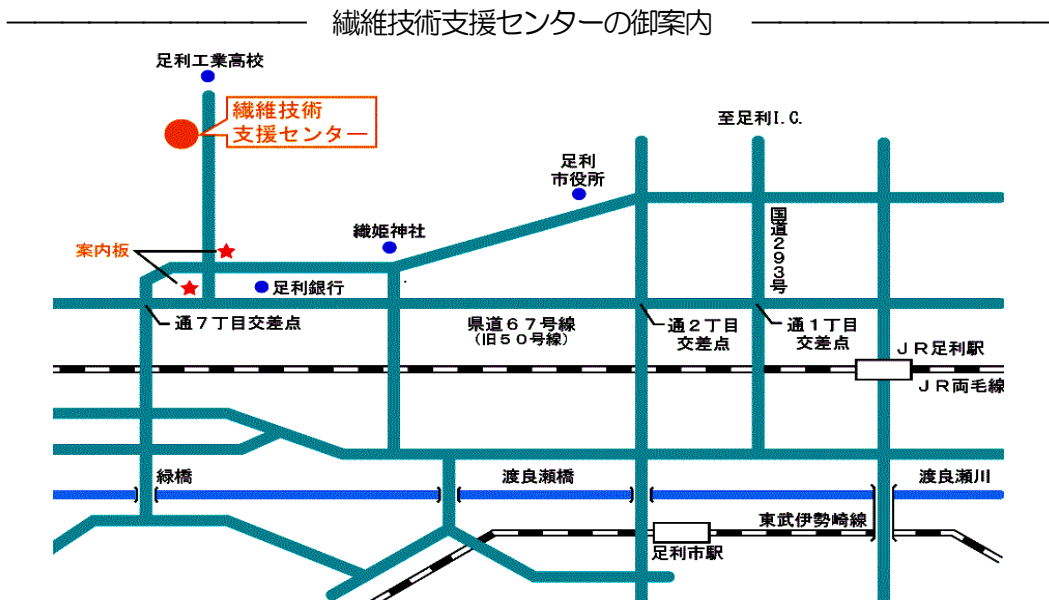 繊維技術支援センターの御案内
足利工業高校
繊維技術
支援センター
至足利I.C.
足利
市役所
国道293号
織姫神社
案内板
足利銀行
通7丁目交差点
県道67号線
(旧50号線)
通2丁目
交差点
通1丁目
交差点
JR足利駅
JR両毛線
緑橋
渡良瀬橋
渡良瀬川
東武伊勢崎線
足利市駅